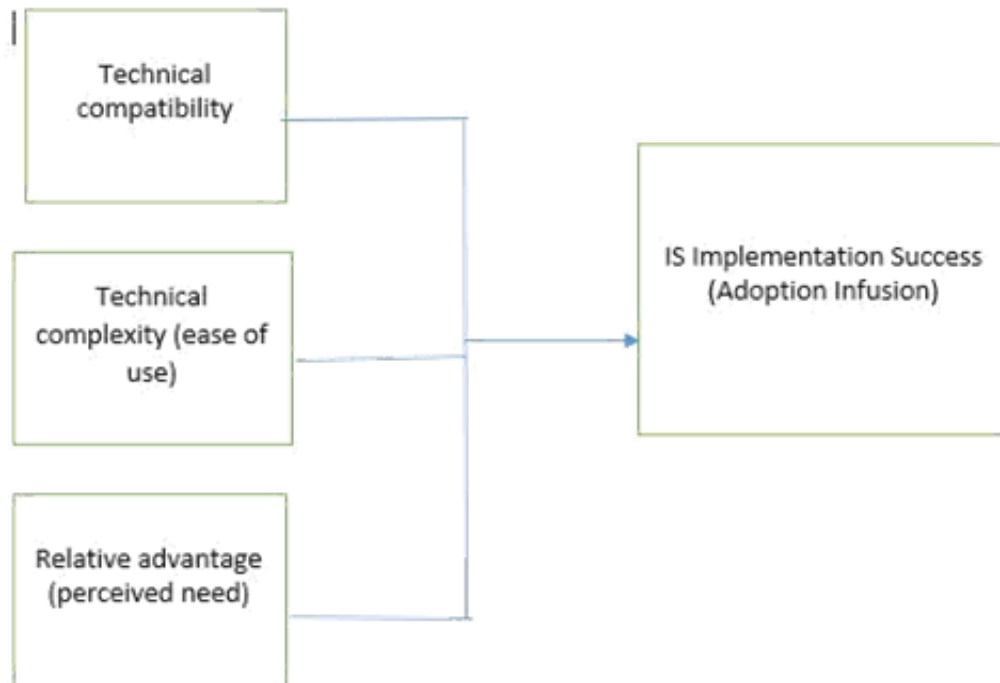 Technical
compatibility
Technical
complexity (ease of
use)
Relative advantage
(perceived need)
IS Implementation Success
(Adoption Infusion)